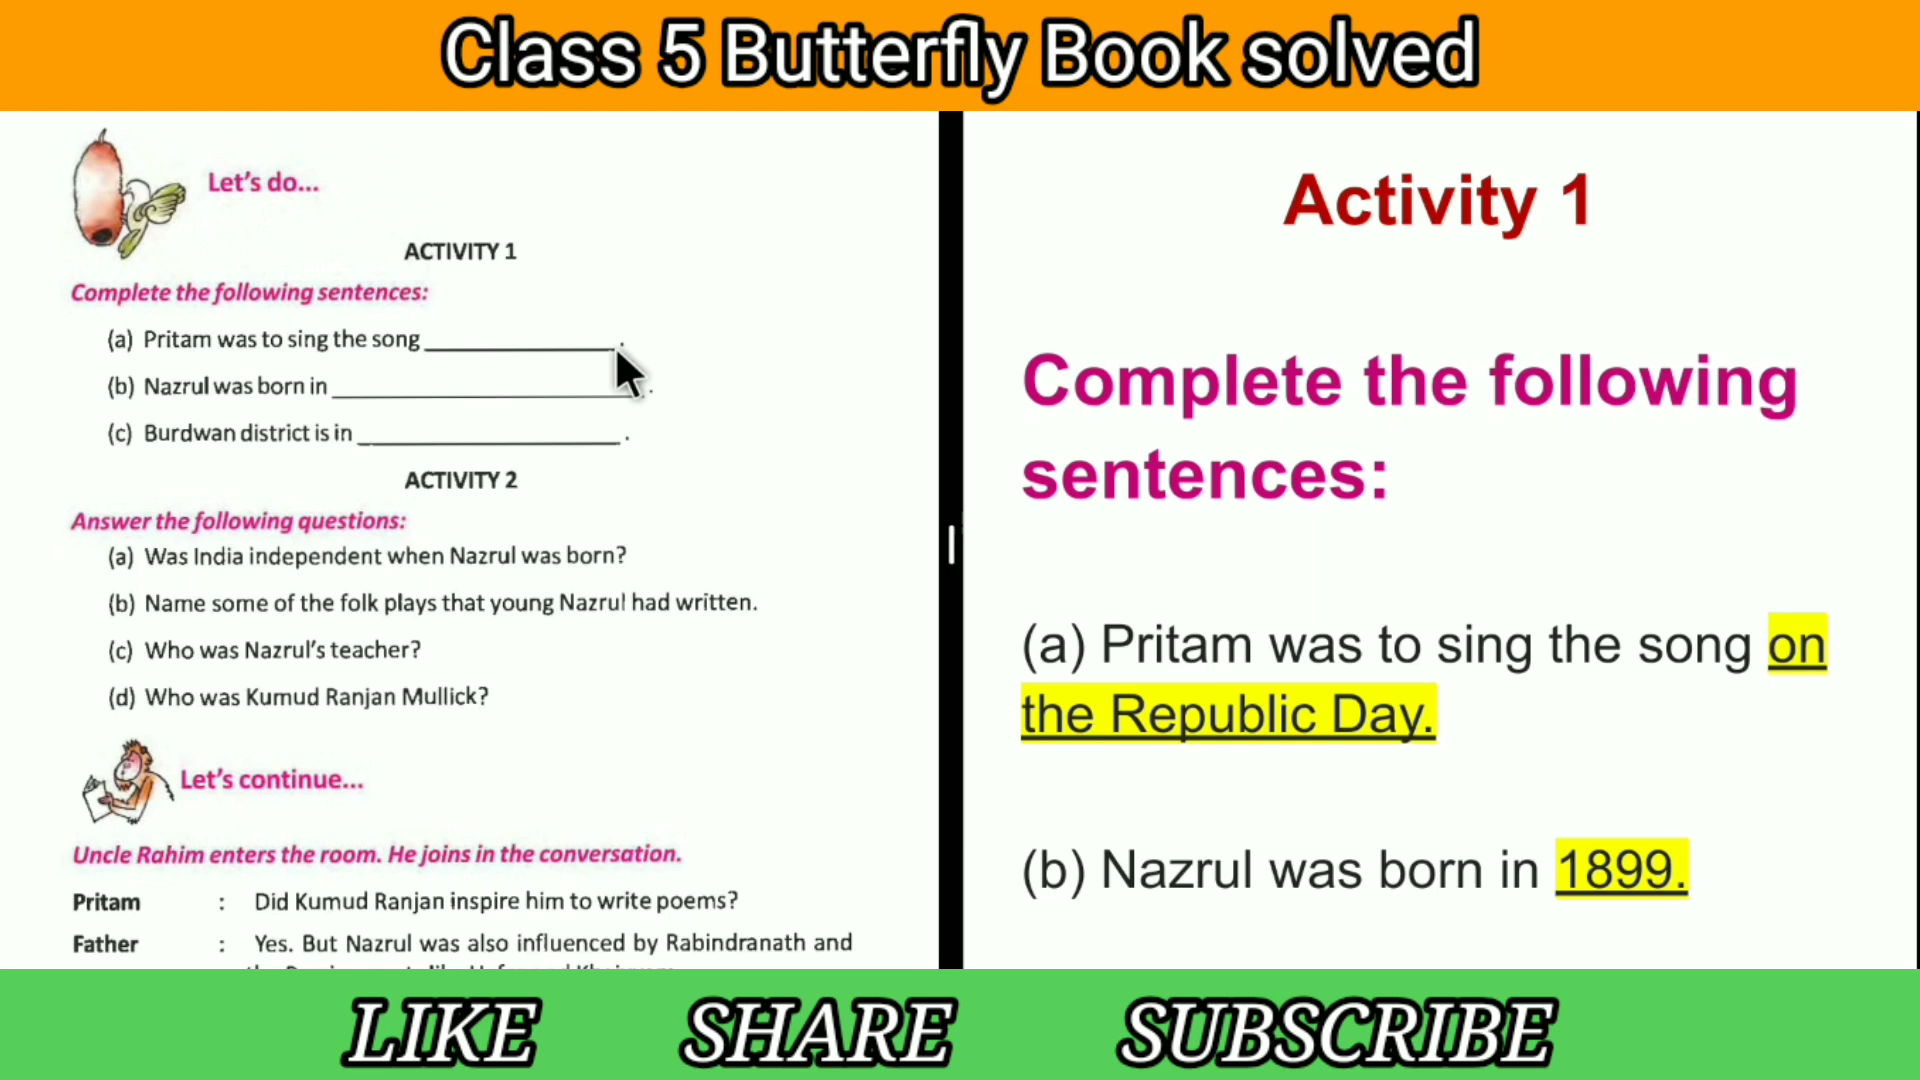 Class 5 Butterfly Book solved
Let's do...
ACTIVITY 1
Complete the following sentences:
(a) Pritam was to sing the song ____________.
(b) Nazrul was born in ____________.
(c) Burdwan district is in ____________.
ACTIVITY 2
Answer the following questions:
(a) Was India independent when Nazrul was born?
(b) Name some of the folk plays that young Nazrul had written.
(c) Who was Nazrul's teacher?
(d) Who was Kumud Ranjan Mullick?
Let's continue...
Uncle Rahim enters the room. He joins in the conversation.
Pritam : Did Kumud Ranjan inspire him to write poems?
Father : Yes. But Nazrul was also influenced by Rabindranath and
Activity 1
Complete the following
sentences:
(a) Pritam was to sing the song on
the Republic Day.
(b) Nazrul was born in 1899.
LIKE SHARE SUBSCRIBE